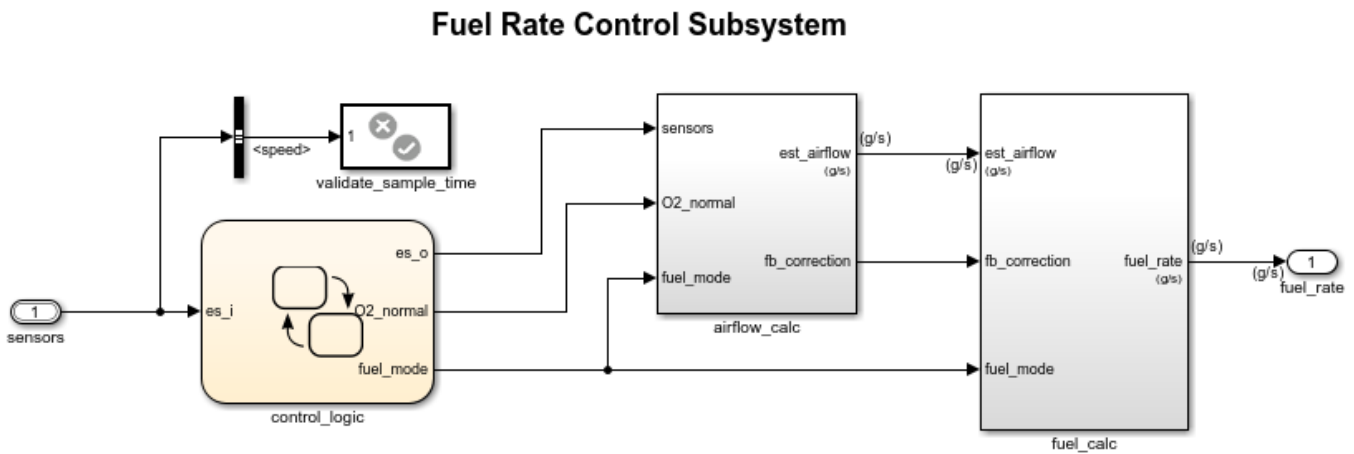 Fuel Rate Control Subsystem
<speed>
1
validate_sample_time
1
sensors
es_i
es_o
O2_normal
fuel_mode
control_logic
sensors
O2_normal
fuel_mode
est_airflow
(g/s)
fb_correction
airflow_calc
(g/s)
(g/s)
est_airflow
(g/s)
fb_correction
fuel_mode
fuel_rate
(g/s)
fuel_calc
(g/s)
(g/s)
1
fuel_rate